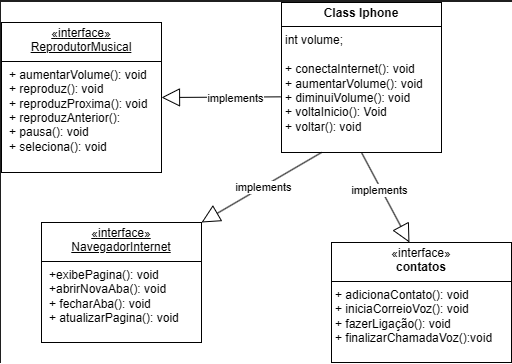 «interface»
ReprodutorMusical
+ aumentarVolume(): void
+ reproduz(): void
+ reproduzProxima(): void
+ reproduzAnterior():
+ pausa(): void
+ seleciona(): void
Class Iphone
int volume;
+ conectaInternet(): void
+ aumentarVolume(): void
+ diminuiVolume(): void
+ voltaInicio(): Void
+ voltar(): void
implements
implements
implements
«interface»
NavegadorInternet
+exibePagina(): void
+abrirNovaAba(): void
+ fecharAba(): void
+ atualizarPagina(): void
«interface»
contatos
+ adicionaContato(): void
+ iniciaCorreioVoz(): void
+ fazerLigação(): void
+ finalizarChamadaVoz():void